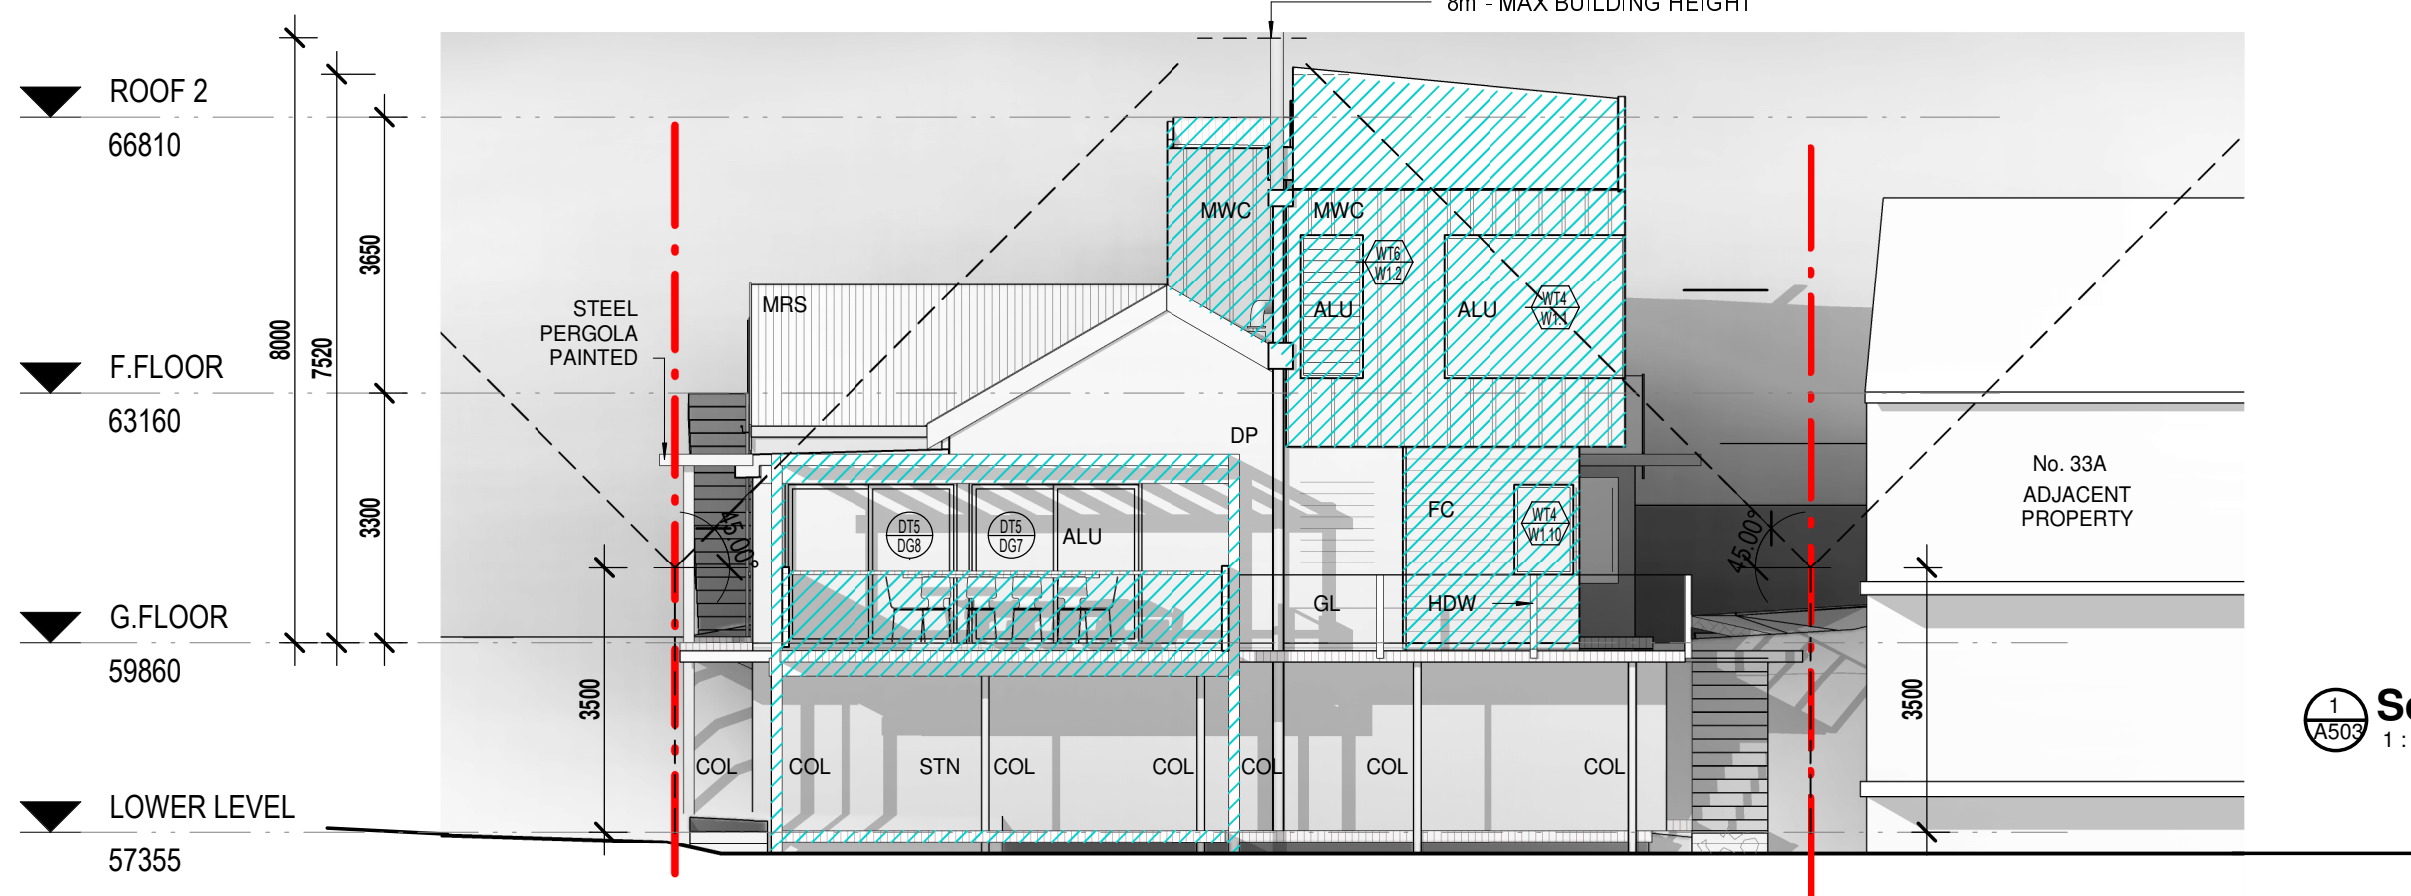 8m - MAX BUILDING HEIGHT
ROOF 2
66810
F.FLOOR
63160
G.FLOOR
59860
LOWER LEVEL
57355
8000
7520
3650
3300
3500
STEEL
PERGOLA
PAINTED
MRS
MWC
MWC
WT6
W1.2
ALU
ALU
WT4
W1.1
DP
45.00°
DT5
DG8
DT5
DG7
ALU
FC
WT4
W1.10
GL
HDW
45.00°
COL
COL
STN
COL
COL
COL
COL
COL
No. 33A
ADJACENT
PROPERTY
3500
1
A503
1 :